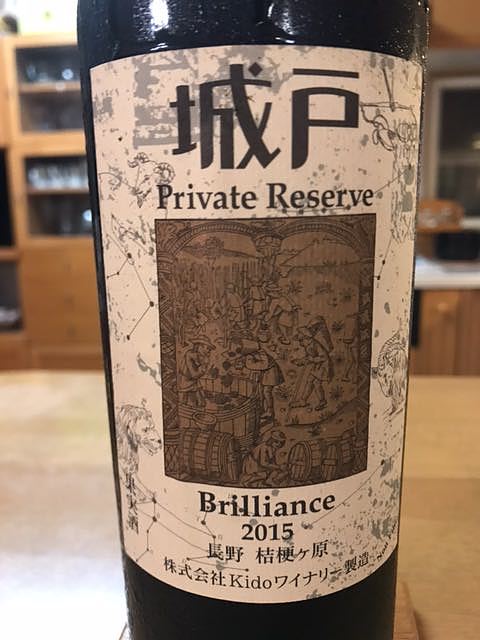 城戸
Private Reserve
Brilliance
2015
長野 桔梗ヶ原
株式会社Kidoワイナリー製造